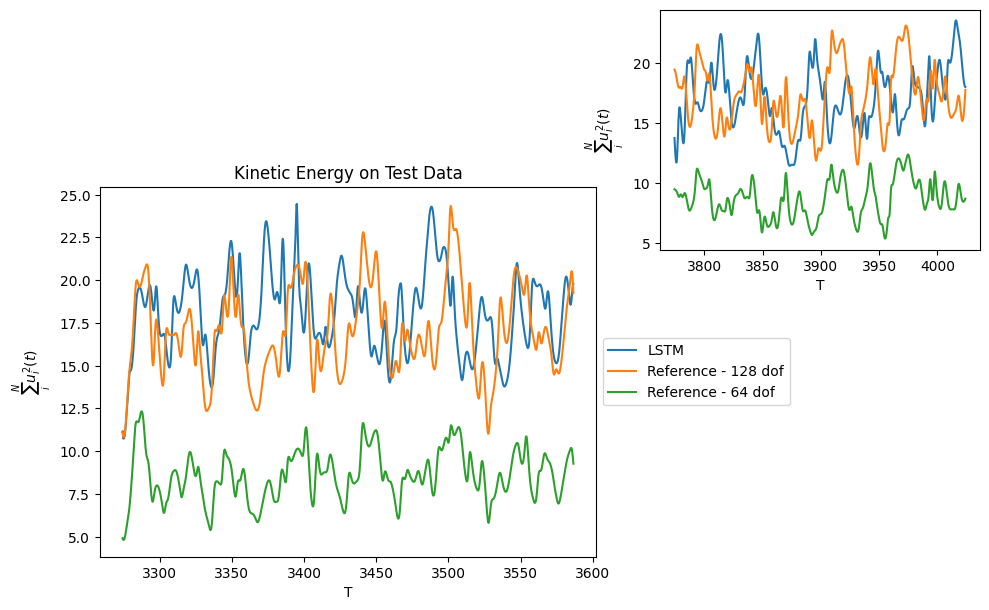 20
15
10
5
3800 3850 3900 3950 4000
T
∑_i^N u_i^2(t)
Kinetic Energy on Test Data
25.0
22.5
20.0
17.5
15.0
12.5
10.0
7.5
5.0
3300 3350 3400 3450 3500 3550 3600
T
∑_i^N u_i^2(t)
LSTM
Reference - 128 dof
Reference - 64 dof